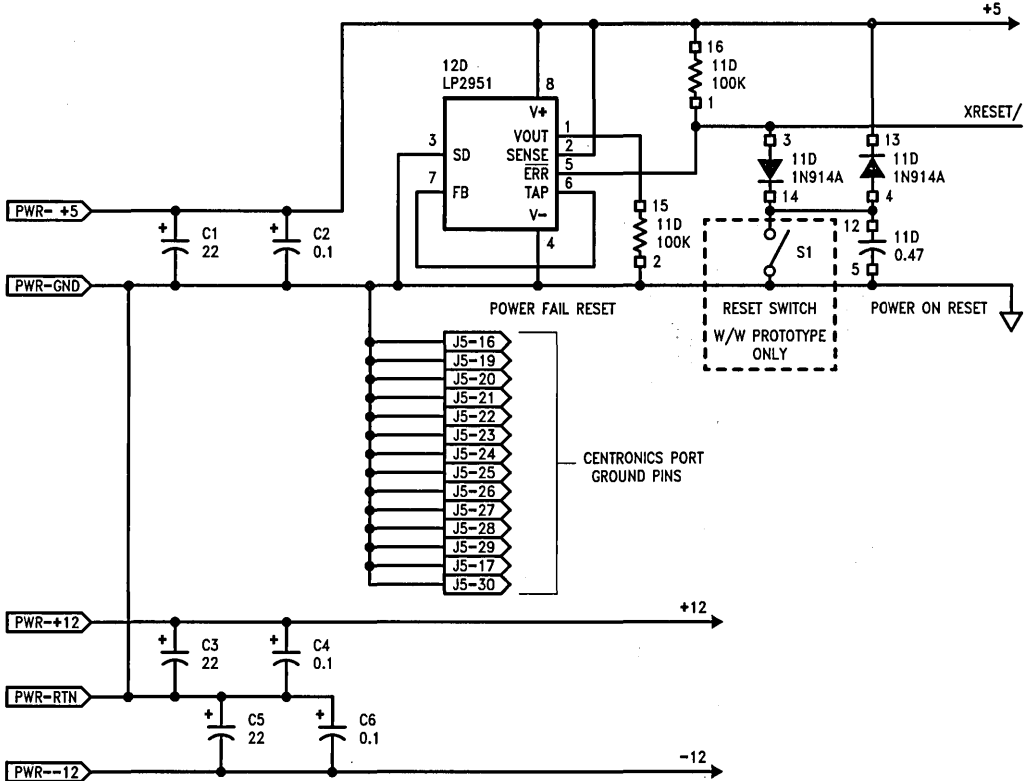 +5
12D
LP2951
8
V+
3
SD
7
FB
VOUT
1
SENSE
2
ERR
5
TAP
6
V-
4
16
11D
100K
1
XRESET/
3
11D
1N914A
14
13
11D
1N914A
4
15
11D
100K
2
S1
12
11D
0.47
5
PWR- +5
+
C1
22
+
C2
0.1
PWR-GND
POWER FAIL RESET
RESET SWITCH
W/W PROTOTYPE
ONLY
POWER ON RESET
J5-16
J5-19
J5-20
J5-21
J5-22
J5-23
J5-24
J5-25
J5-26
J5-27
J5-28
J5-29
J5-17
J5-30
CENTRONICS PORT
GROUND PINS
PWR-+12
+12
+
C3
22
+
C4
0.1
PWR-RTN
+
C5
22
+
C6
0.1
PWR--12
-12